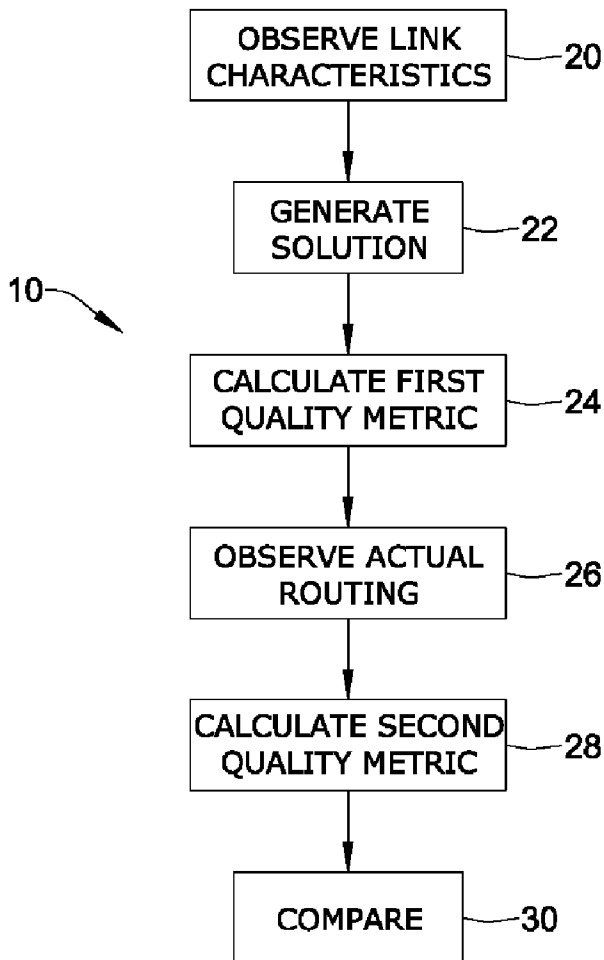 OBSERVE LINK
CHARACTERISTICS
20
GENERATE
SOLUTION
22
10
CALCULATE FIRST
QUALITY METRIC
24
OBSERVE ACTUAL
ROUTING
26
CALCULATE SECOND
QUALITY METRIC
28
COMPARE
30